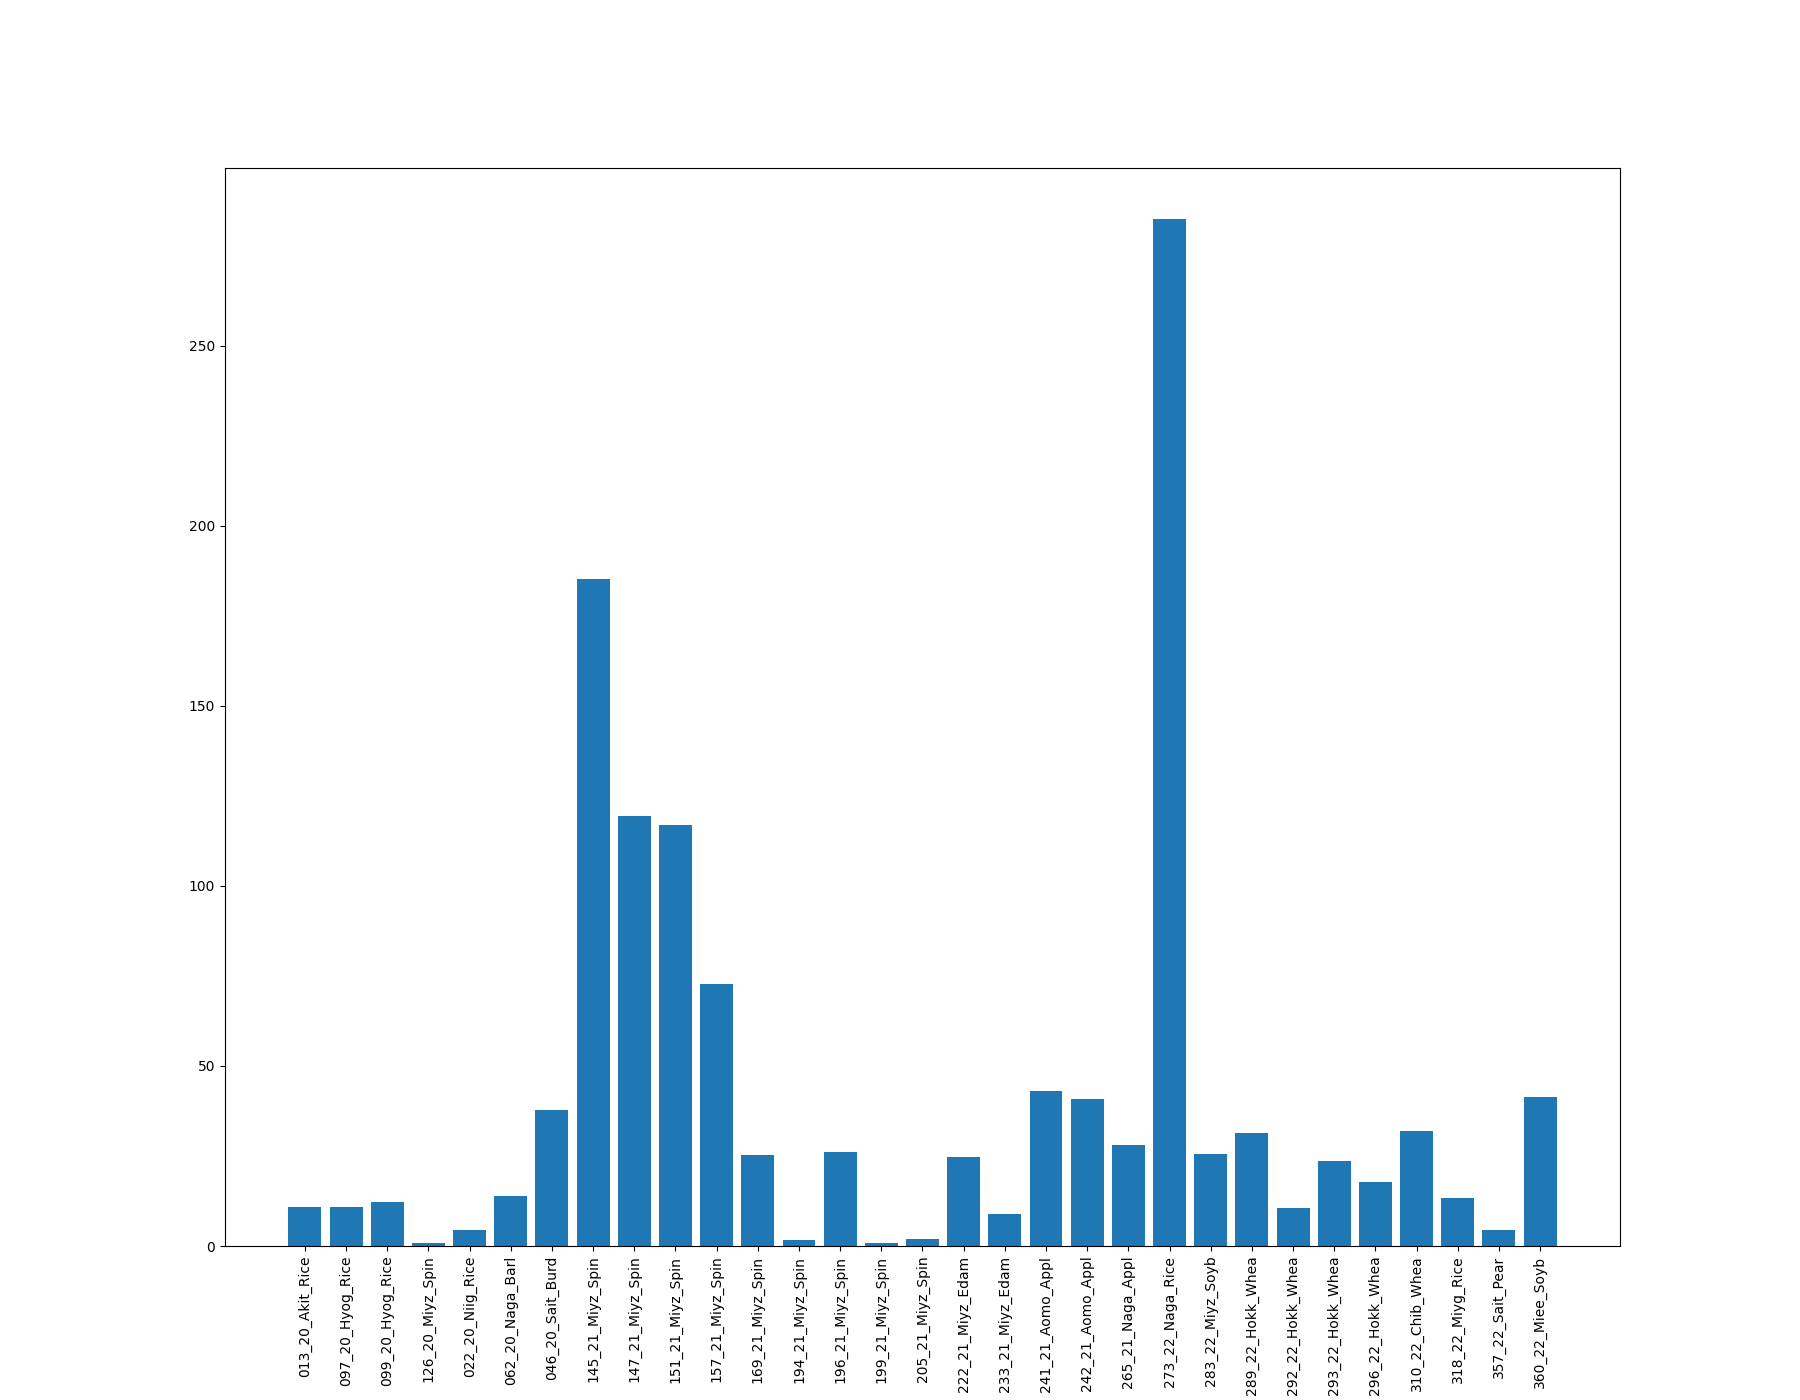 250
200
150
100
50
0
013_20_Akit_Rice
097_20_Hyog_Rice
099_20_Hyog_Rice
126_20_Miyz_Spin
022_20_Niig_Rice
062_20_Naga_Barl
046_20_Sait_Burd
145_21_Miyz_Spin
147_21_Miyz_Spin
151_21_Miyz_Spin
157_21_Miyz_Spin
169_21_Miyz_Spin
194_21_Miyz_Spin
196_21_Miyz_Spin
199_21_Miyz_Spin
205_21_Miyz_Spin
222_21_Miyz_Edam
233_21_Miyz_Edam
241_21_Aomo_Appl
242_21_Aomo_Appl
265_21_Naga_Appl
273_22_Naga_Rice
283_22_Miyz_Soyb
289_22_Hokk_Whea
292_22_Hokk_Whea
293_22_Hokk_Whea
296_22_Hokk_Whea
310_22_Chib_Whea
318_22_Miyg_Rice
357_22_Sait_Pear
360_22_Miee_Soyb